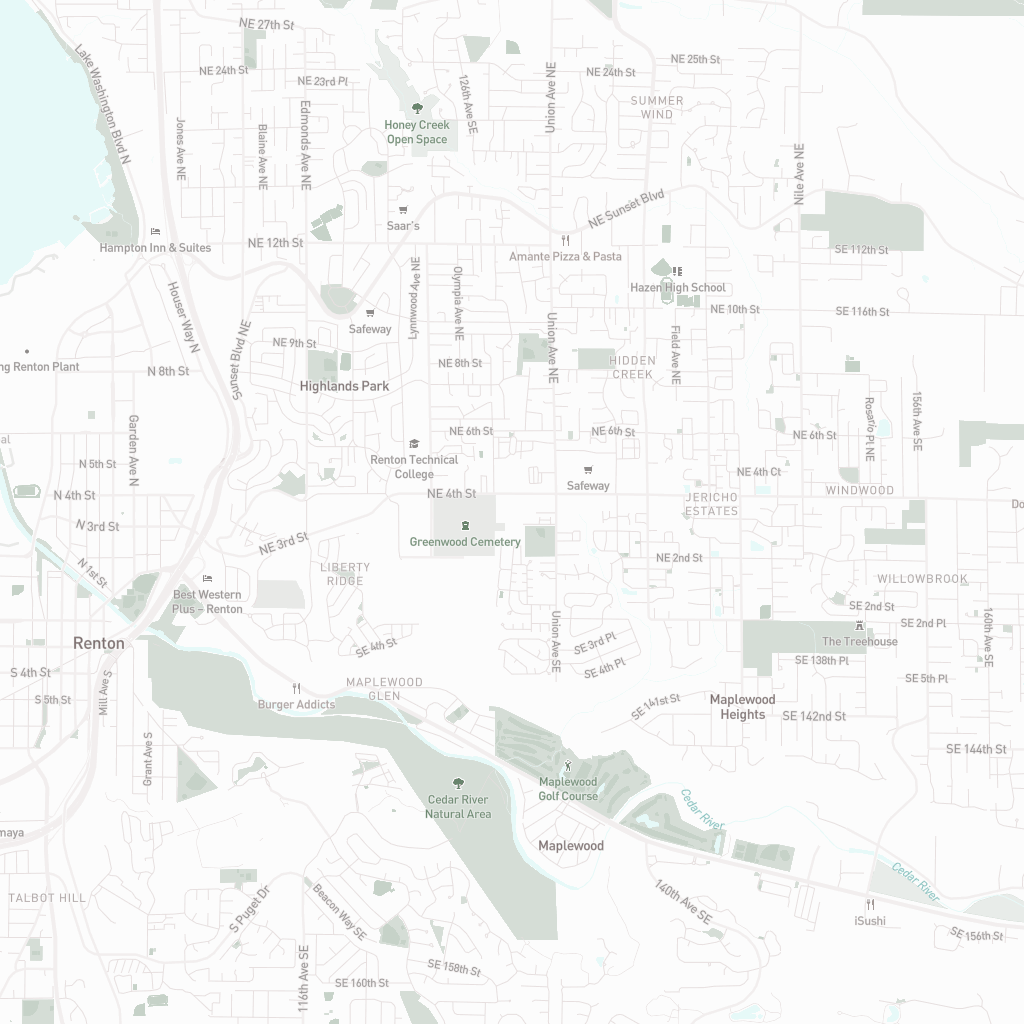 NE 27th St
Lake Washington Blvd N
NE 24th St
NE 23rd Pl
126th Ave SE
Union Ave NE
NE 24th St
NE 25th St
SUMMER
WIND
Jones Ave NE
Blaine Ave NE
Edmonds Ave NE
Honey Creek
Open Space
Nile Ave NE
NE Sunset Blvd
Saar's
Hampton Inn & Suites
NE 12th St
Amante Pizza & Pasta
SE 112th St
Houser Way N
Lynnwood Ave NE
Olympia Ave NE
Hazen High School
NE 10th St
SE 116th St
Safeway
Sunset Blvd NE
NE 9th St
Union Ave NE
Field Ave NE
ng Renton Plant
N 8th St
NE 8th St
HIDDEN
CREEK
Highlands Park
Garden Ave N
Rosario Pl NE
156th Ave SE
NE 6th St
NE 6th St
NE 6th St
al
Renton Technical
College
N 5th St
Safeway
NE 4th Ct
N 4th St
NE 4th St
JERICHO
ESTATES
WINDWOOD
Do
N 3rd St
NE 3rd St
Greenwood Cemetery
N 1st St
LIBERTY
RIDGE
NE 2nd St
WILLOWBROOK
Best Western
Plus – Renton
SE 2nd St
SE 2nd Pl
160th Ave SE
Renton
Union Ave SE
SE 3rd Pl
The Treehouse
SE 4th St
SE 4th Pl
SE 138th Pl
S 4th St
SE 5th Pl
MAPLEWOOD
GLEN
S 5th St
Mill Ave S
Burger Addicts
SE 141st St
Maplewood
Heights
SE 142nd St
Grant Ave S
SE 144th St
Maplewood
Golf Course
Cedar River
Natural Area
Cedar River
maya
Maplewood
Cedar River
TALBOT HILL
S Puget Dr
Beacon Way SE
140th Ave SE
iSushi
SE 156th St
116th Ave SE
SE 158th St
SE 160th St